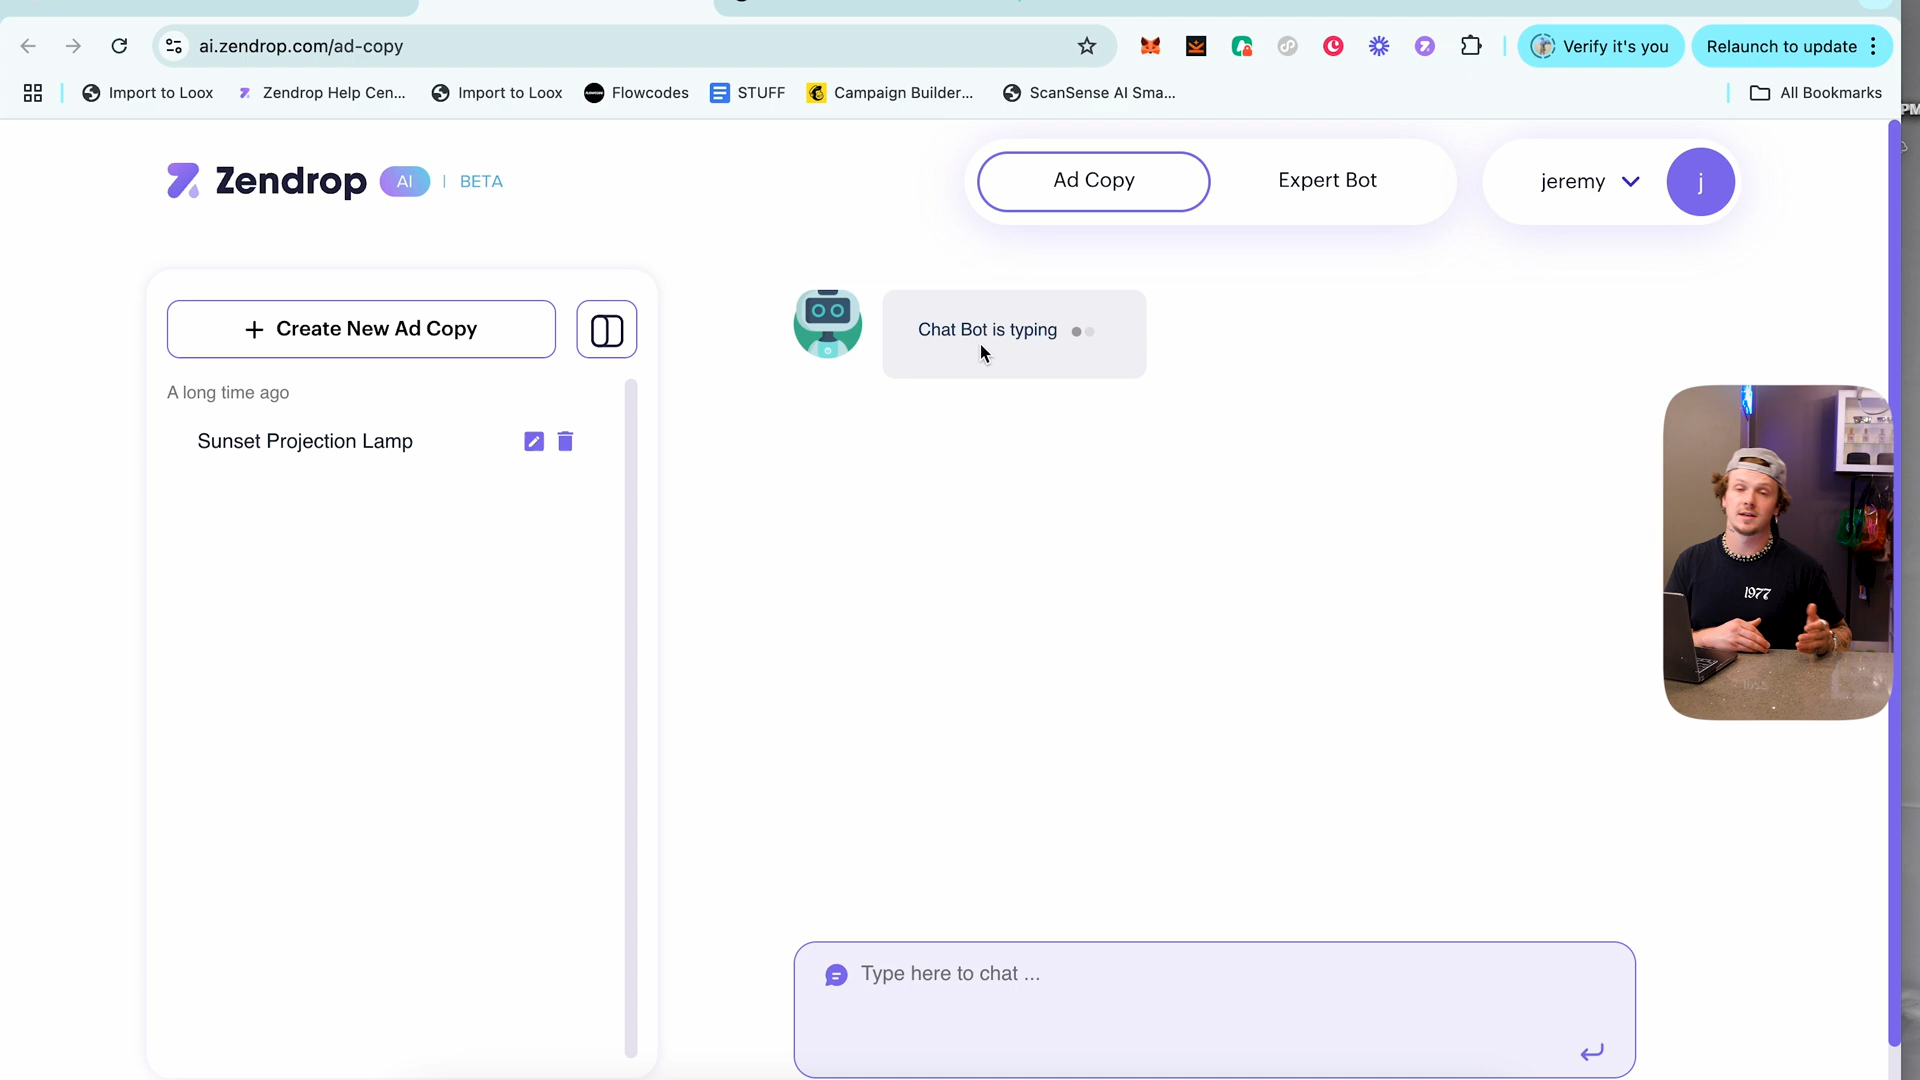 ai.zendrop.com/ad-copy
Verify it's you
Relaunch to update
Import to Loox
Zendrop Help Cen...
Import to Loox
Flowcodes
STUFF
Campaign Builder...
ScanSense AI Sma...
All Bookmarks
PM
Zendrop AI | BETA
Ad Copy
Expert Bot
jeremy
j
+ Create New Ad Copy
Chat Bot is typing
A long time ago
Sunset Projection Lamp
1977
Type here to chat ...